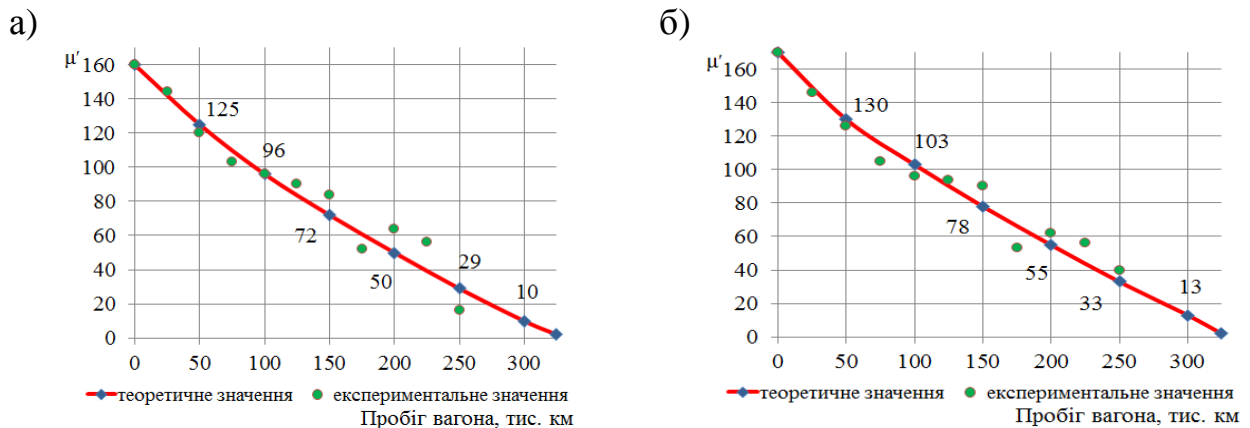 а)
μ′ 160
140
120
100
80
60
40
20
0
125
96
72
50
29
10
0 50 100 150 200 250 300
теоретичне значення експериментальне значення
Пробіг вагона, тис. км
б)
μ′
160
140
120
100
80
60
40
20
0
130
103
78
55
33
13
0 50 100 150 200 250 300
теоретичне значення експериментальне значення
Пробіг вагона, тис. км